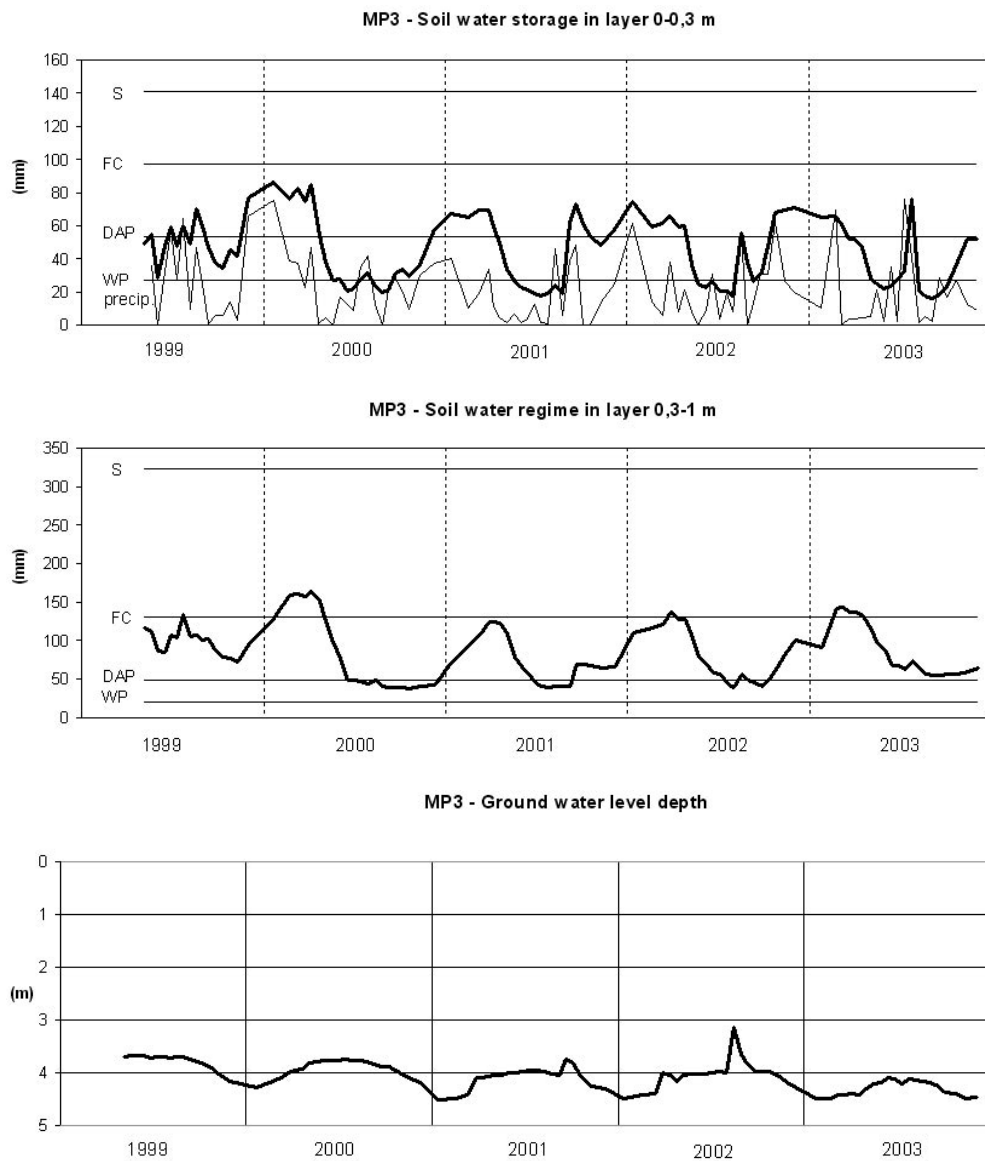 MP3 - Soil water storage in layer 0-0,3 m
160
140
120
100
80
60
40
20
0
(mm)
S
FC
DAP
WP
precip.
1999
2000
2001
2002
2003
MP3 - Soil water regime in layer 0,3-1 m
350
300
250
200
150
100
50
0
(mm)
S
FC
DAP
WP
1999
2000
2001
2002
2003
MP3 - Ground water level depth
0
1
2
3
4
5
(m)
1999
2000
2001
2002
2003